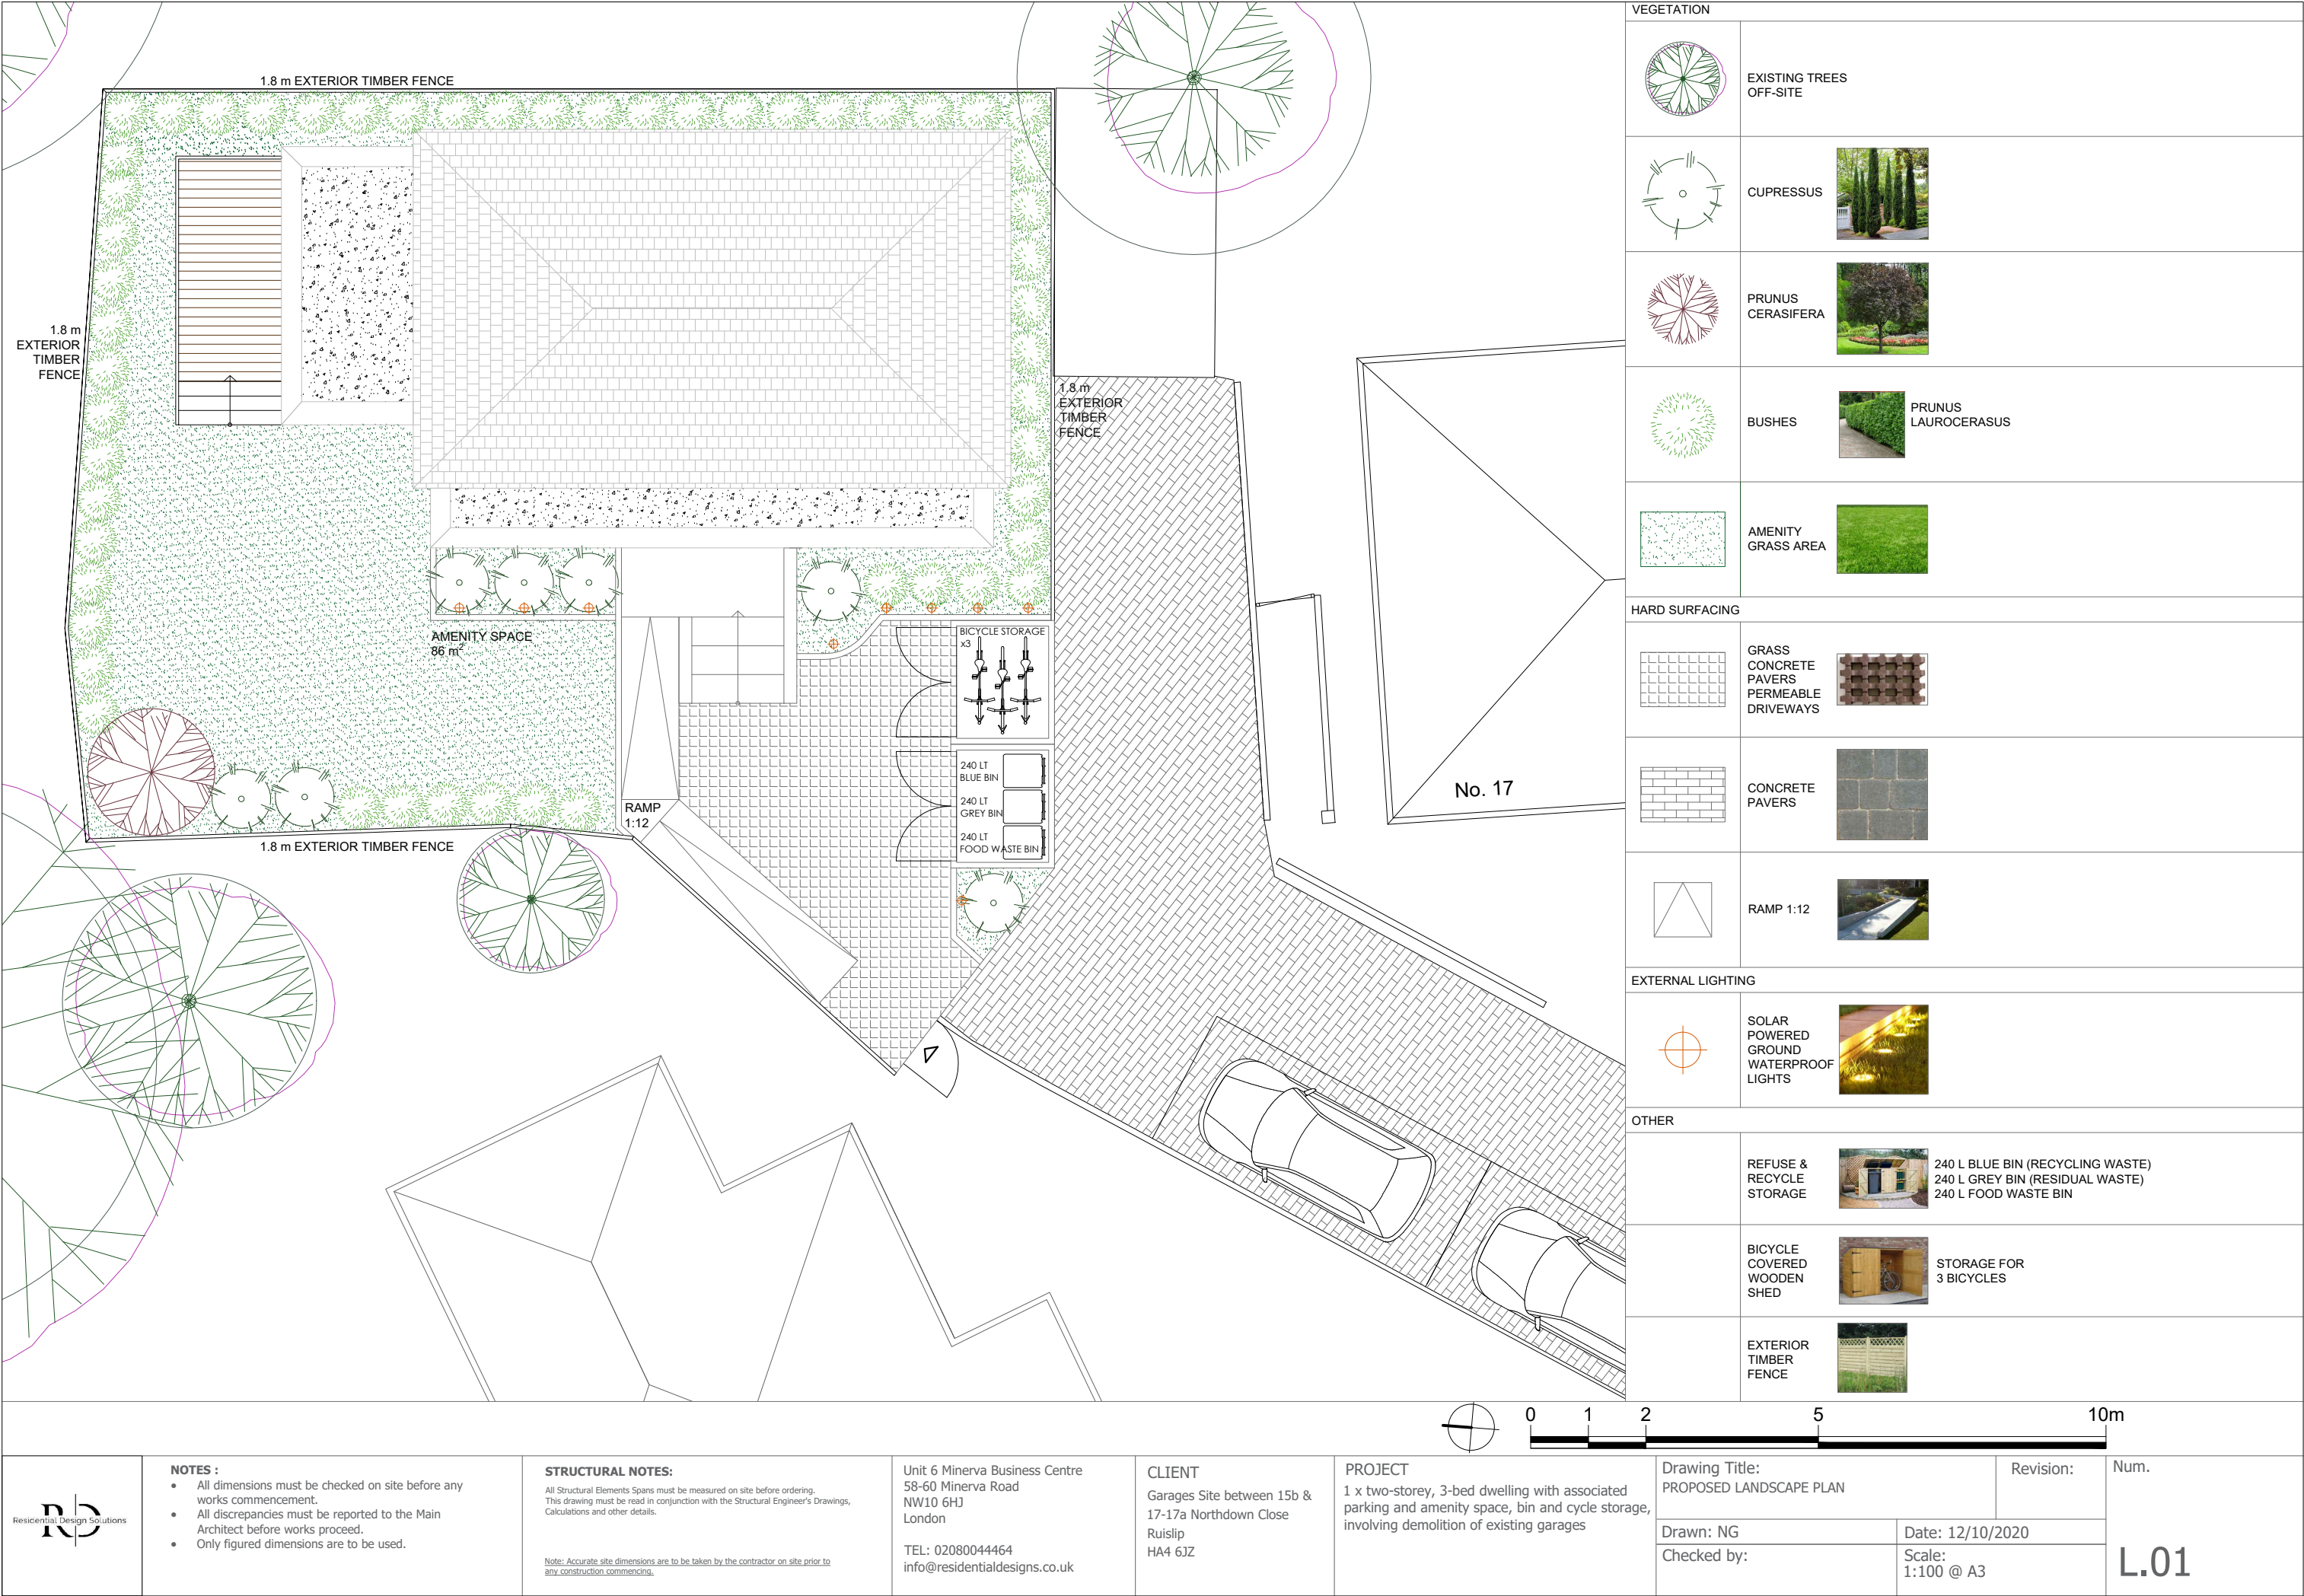 1.8 m EXTERIOR TIMBER FENCE
1.8 m
EXTERIOR
TIMBER
FENCE
1.8 m
EXTERIOR
TIMBER
FENCE
AMENITY SPACE
86 m²
BICYCLE STORAGE
x3
240 LT
BLUE BIN
240 LT
GREY BIN
240 LT
FOOD WASTE BIN
RAMP
1:12
1.8 m EXTERIOR TIMBER FENCE
No. 17
VEGETATION
EXISTING TREES
OFF-SITE
CUPRESSUS
PRUNUS
CERASIFERA
BUSHES
PRUNUS
LAUROCERASUS
AMENITY
GRASS AREA
HARD SURFACING
GRASS
CONCRETE
PAVERS
PERMEABLE
DRIVEWAYS
CONCRETE
PAVERS
RAMP 1:12
EXTERNAL LIGHTING
SOLAR
POWERED
GROUND
WATERPROOF
LIGHTS
OTHER
REFUSE &
RECYCLE
STORAGE
240 L BLUE BIN (RECYCLING WASTE)
240 L GREY BIN (RESIDUAL WASTE)
240 L FOOD WASTE BIN
BICYCLE
COVERED
WOODEN
SHED
STORAGE FOR
3 BICYCLES
EXTERIOR
TIMBER
FENCE
0 1 2 5 10m
RD
Residential Design Solutions
NOTES :
• All dimensions must be checked on site before any
works commencement.
• All discrepancies must be reported to the Main
Architect before works proceed.
• Only figured dimensions are to be used.
STRUCTURAL NOTES:
All Structural Elements Spans must be measured on site before ordering.
This drawing must be read in conjunction with the Structural Engineer's Drawings,
Calculations and other details.
Note: Accurate site dimensions are to be taken by the contractor on site prior to
any construction commencing.
Unit 6 Minerva Business Centre
58-60 Minerva Road
NW10 6HJ
London
TEL: 02080044464
info@residentialdesigns.co.uk
CLIENT
Garages Site between 15b &
17-17a Northdown Close
Ruislip
HA4 6JZ
PROJECT
1 x two-storey, 3-bed dwelling with associated
parking and amenity space, bin and cycle storage,
involving demolition of existing garages
Drawing Title:
PROPOSED LANDSCAPE PLAN
Revision:
Drawn: NG
Date: 12/10/2020
Checked by:
Scale:
1:100 @ A3
Num.
L.01